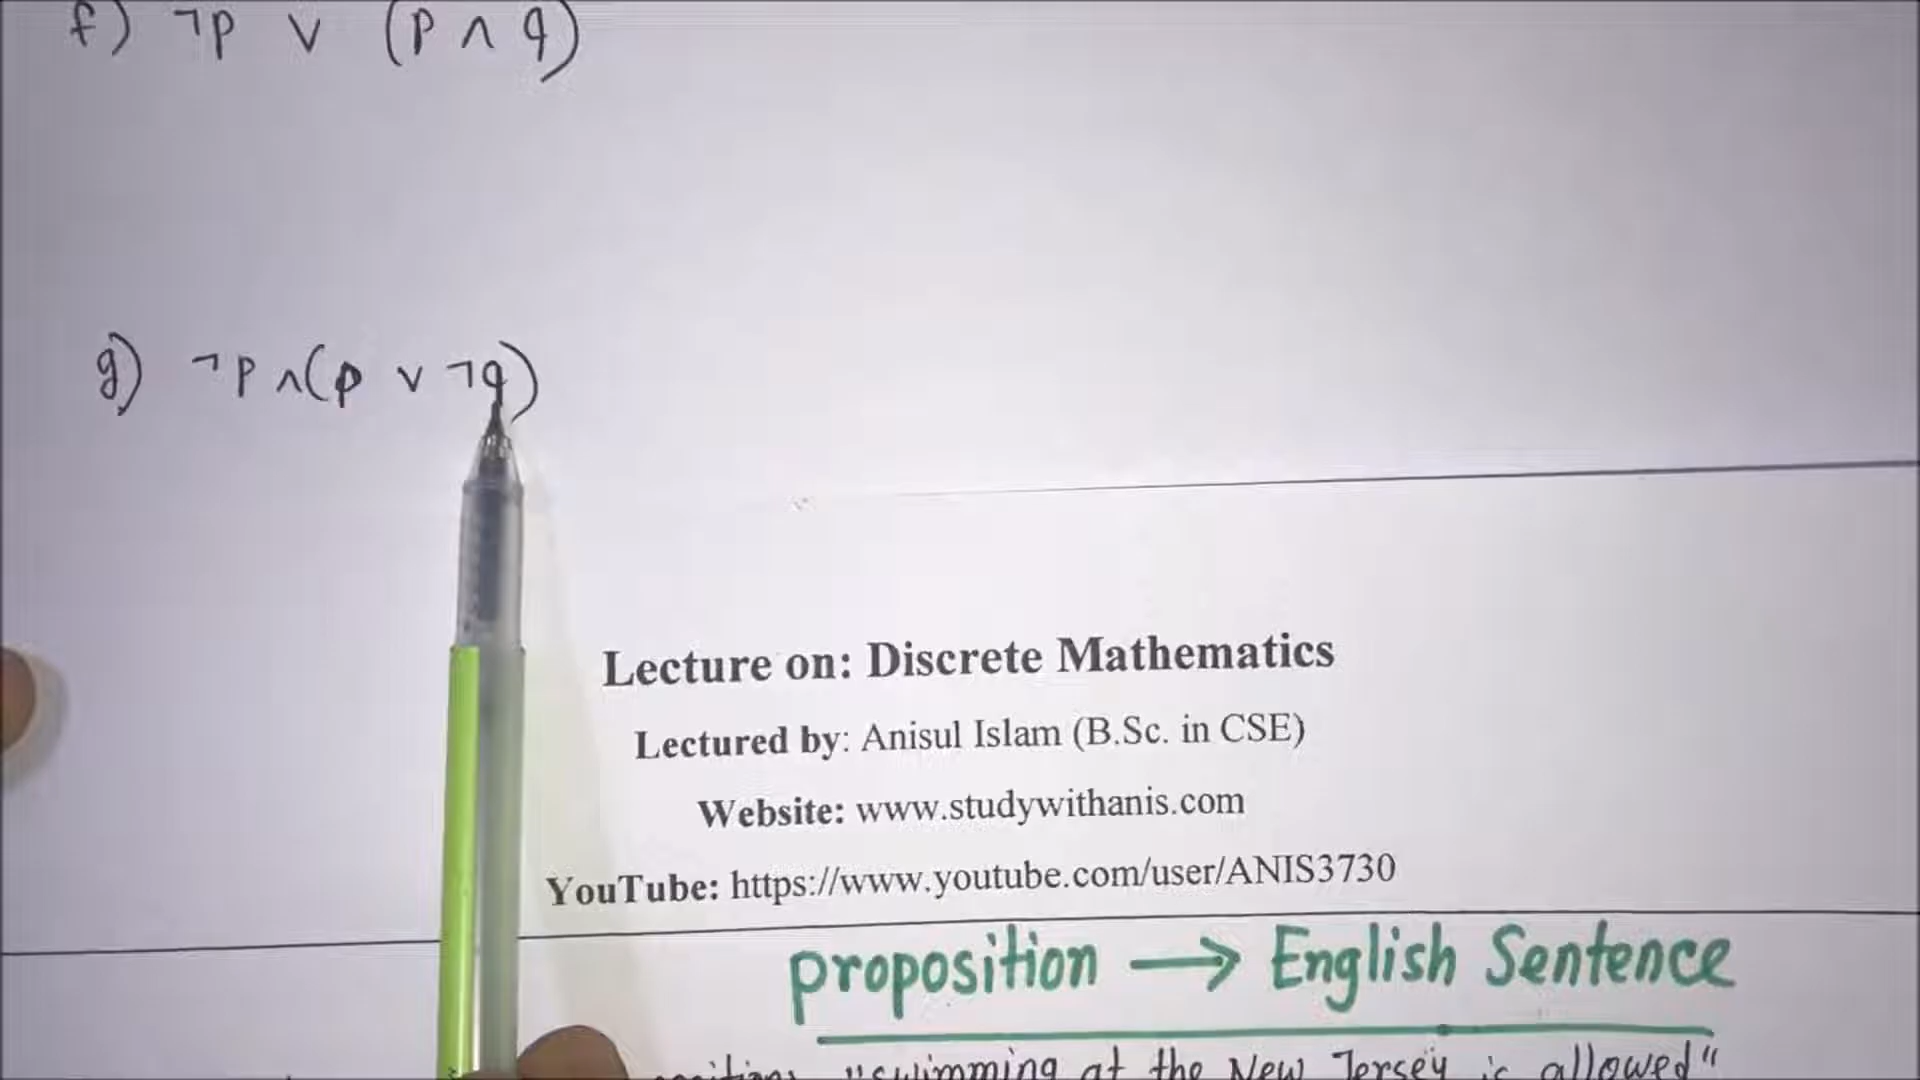 f) ¬p ∨ (p ∧ q)
g) ¬p ∧ (p ∨ ¬q)
Lecture on: Discrete Mathematics
Lectured by: Anisul Islam (B.Sc. in CSE)
Website: www.studywithanis.com
YouTube: https://www.youtube.com/user/ANIS3730
proposition → English Sentence
"swimming at the New Jersey is allowed"